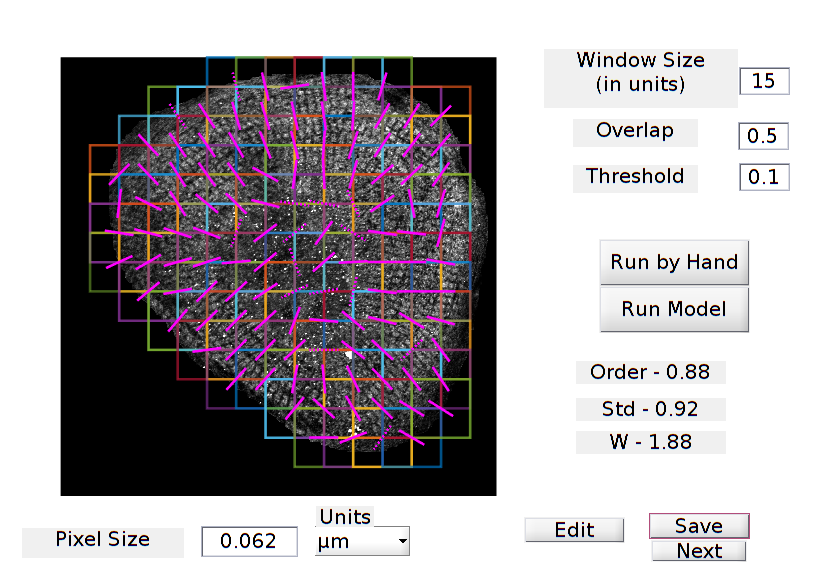 Window Size
(in units)
15
Overlap
0.5
Threshold
0.1
Run by Hand
Run Model
Order - 0.88
Std - 0.92
W - 1.88
Pixel Size
0.062
Units
µm
Edit
Save
Next